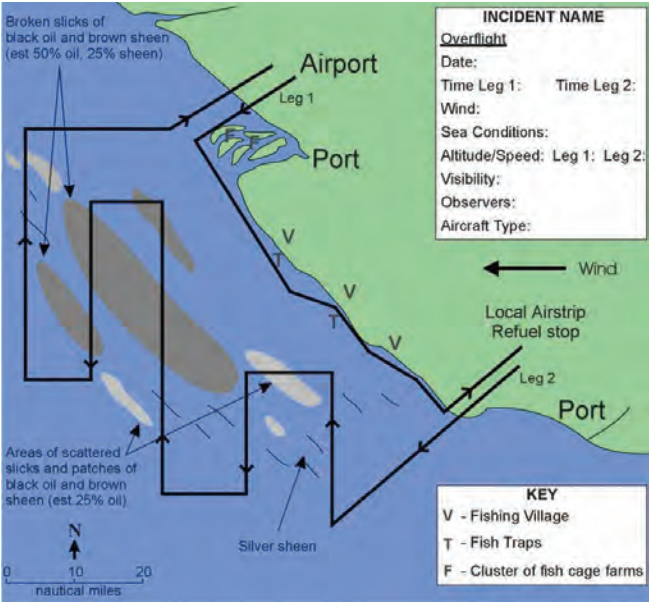 Broken slicks of
black oil and brown sheen
(est 50% oil, 25% sheen)
Airport
Leg 1
F F
Port
INCIDENT NAME
Overflight
Date:
Time Leg 1: Time Leg 2:
Wind:
Sea Conditions:
Altitude/Speed: Leg 1: Leg 2:
Visibility:
Observers:
Aircraft Type:
V
T
V
T
V
Wind
Local Airstrip
Refuel stop
Leg 2
Port
Areas of scattered
slicks and patches of
black oil and brown
sheen (est 25% oil)
Silver sheen
N
0 10 20
nautical miles
KEY
V - Fishing Village
T - Fish Traps
F - Cluster of fish cage farms